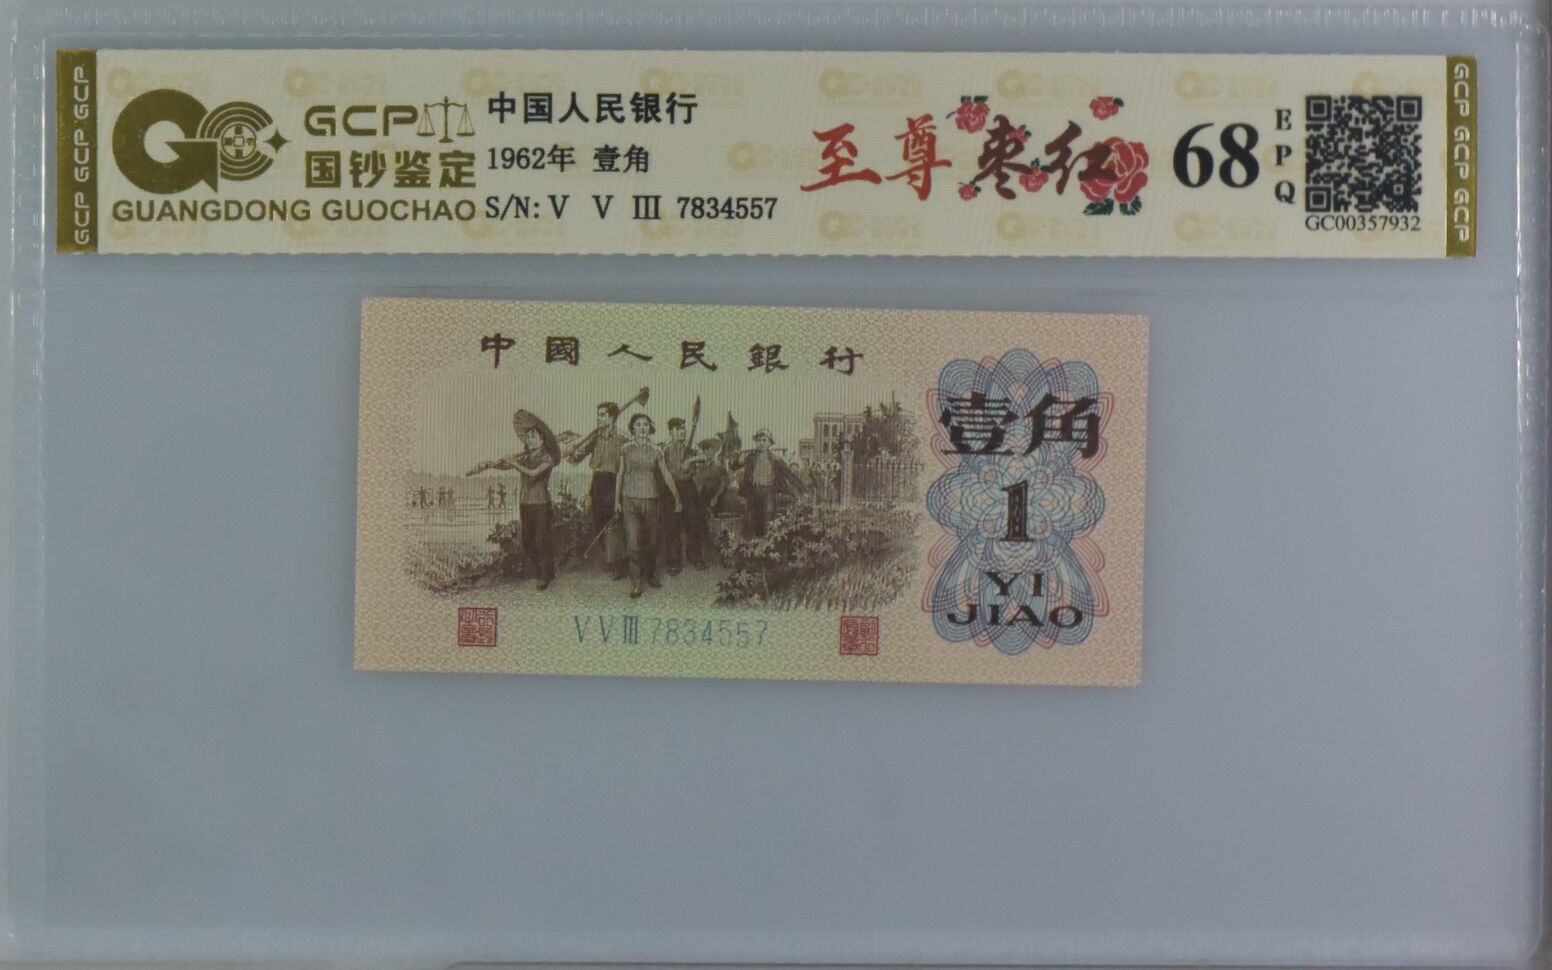 GCP GCP GCP
GCP
国钞鉴定
GUANGDONG GUOCHAO
中国人民银行
1962年 壹角
S/N: V V III 7834557
至尊枣红
68
EPQ
GC00357932
GCP GCP GCP
中國人民銀行
壹角
1
YI
JIAO
V V III 7834557